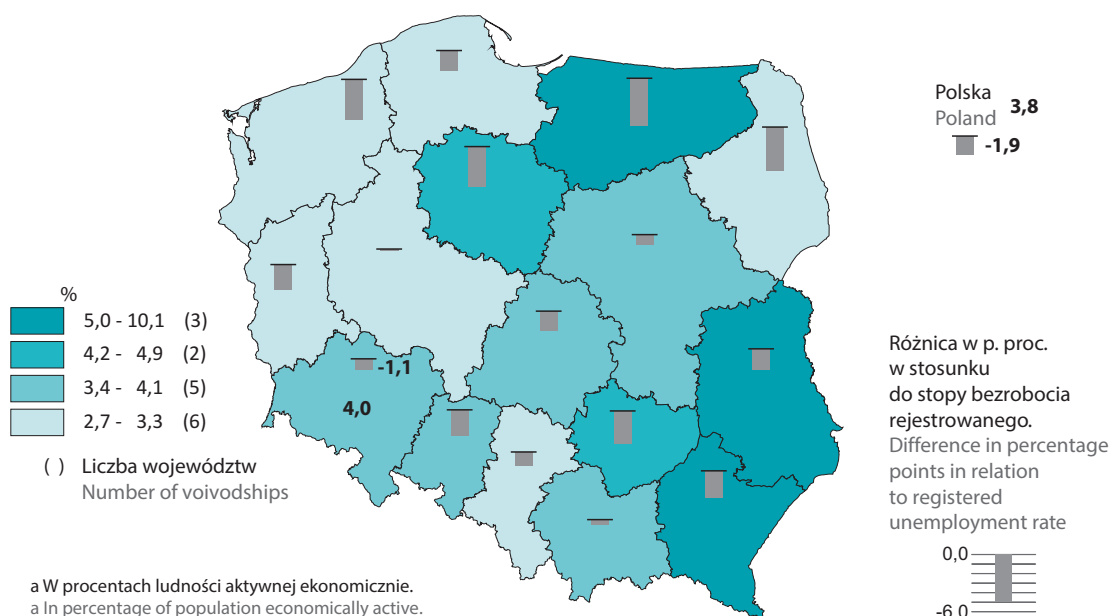 Polska
Poland
3,8
-1,9
%
5,0 - 10,1 (3)
4,2 - 4,9 (2)
3,4 - 4,1 (5)
2,7 - 3,3 (6)
( ) Liczba województw
Number of voivodships
-1,1
4,0
Różnica w p. proc.
w stosunku
do stopy bezrobocia
rejestrowanego.
Difference in percentage
points in relation
to registered
unemployment rate
0,0
-6,0
a W procentach ludności aktywnej ekonomicznie.
a In percentage of population economically active.